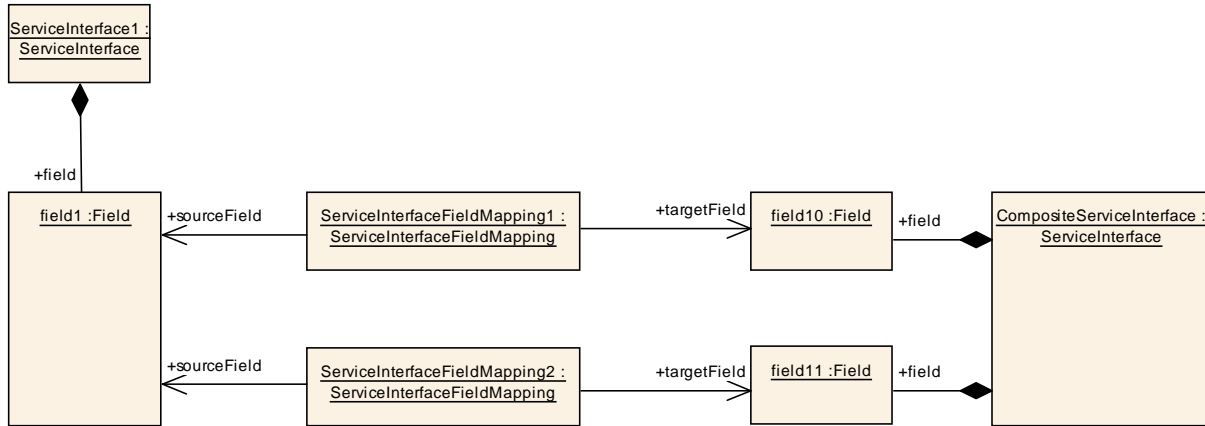 ServiceInterface1 :
ServiceInterface
+field
field1 :Field
+sourceField
ServiceInterfaceFieldMapping1 :
ServiceInterfaceFieldMapping
+targetField
field10 :Field
+field
CompositeServiceInterface :
ServiceInterface
+sourceField
ServiceInterfaceFieldMapping2 :
ServiceInterfaceFieldMapping
+targetField
field11 :Field
+field